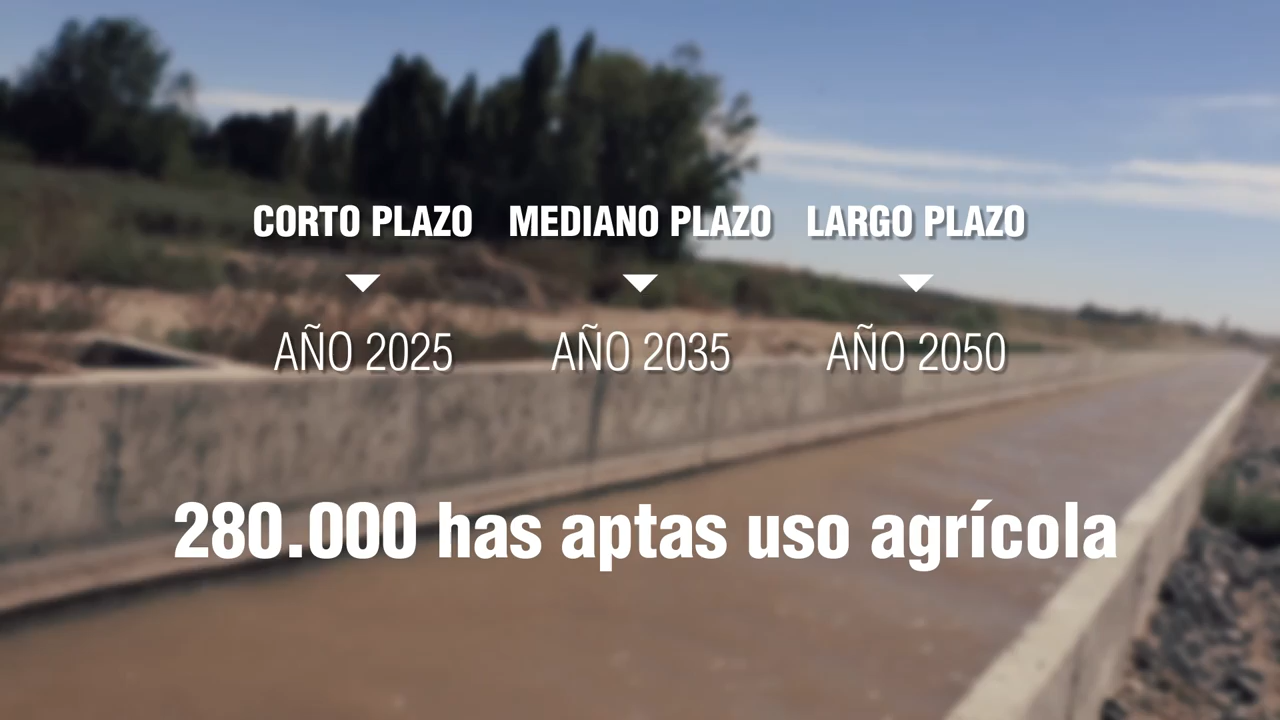 CORTO PLAZO MEDIANO PLAZO LARGO PLAZO
AÑO 2025 AÑO 2035 AÑO 2050
280.000 has aptas uso agrícola